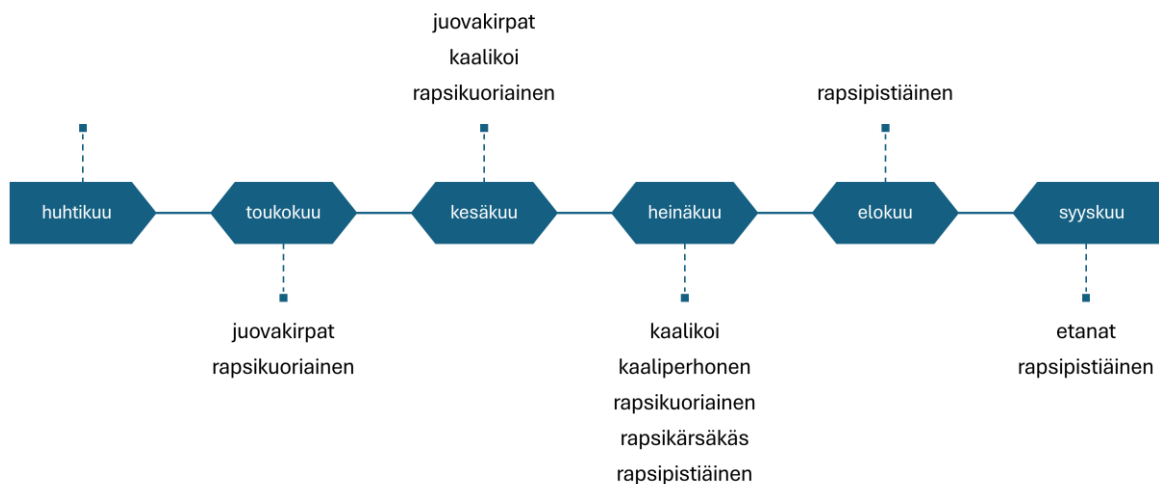 juovakirpat
kaalikoi
rapsikuoriainen
rapsipistiäinen
huhtikuu
toukokuu
kesäkuu
heinäkuu
elokuu
syyskuu
juovakirpat
rapsikuoriainen
kaalikoi
kaaliperhonen
rapsikuoriainen
rapsikärsäkäs
rapsipistiäinen
etanat
rapsipistiäinen